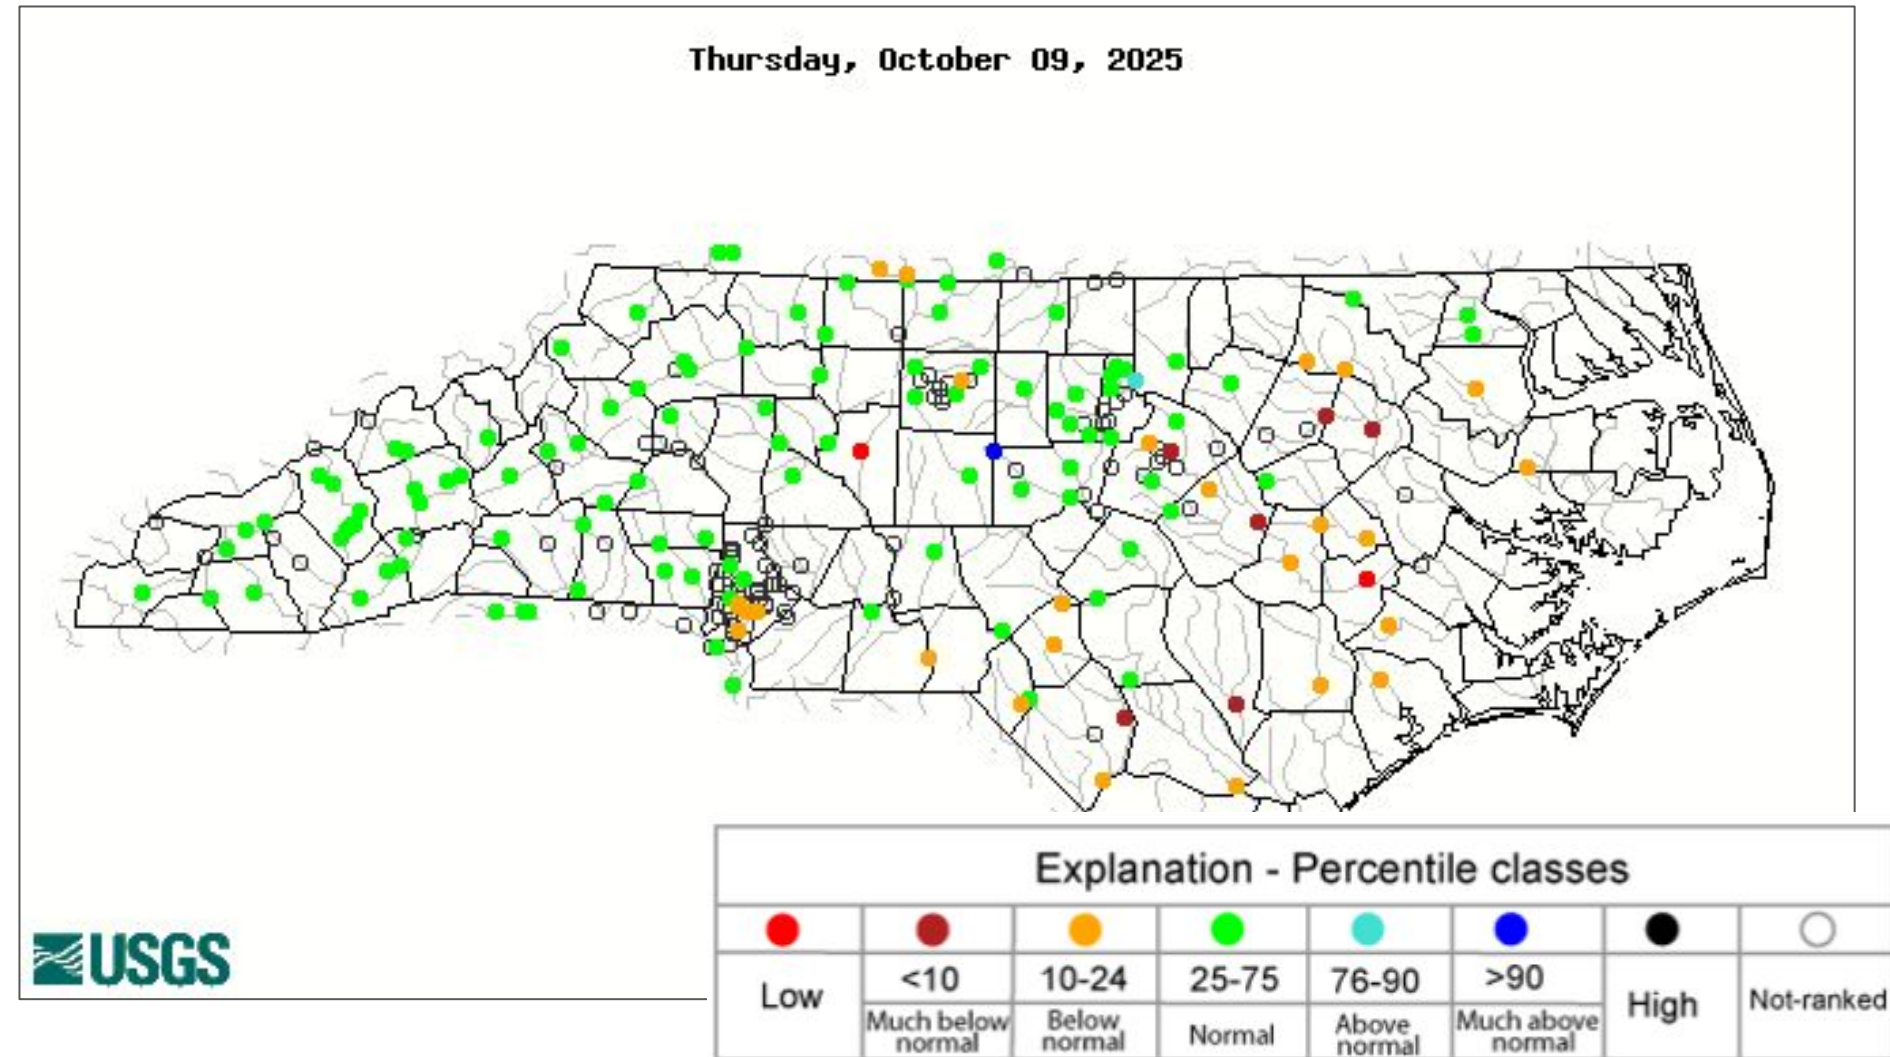 Thursday, October 09, 2025
USGS
Explanation - Percentile classes
Low
<10
10-24
25-75
76-90
>90
High
Not-ranked
Much below
normal
Below
normal
Normal
Above
normal
Much above
normal